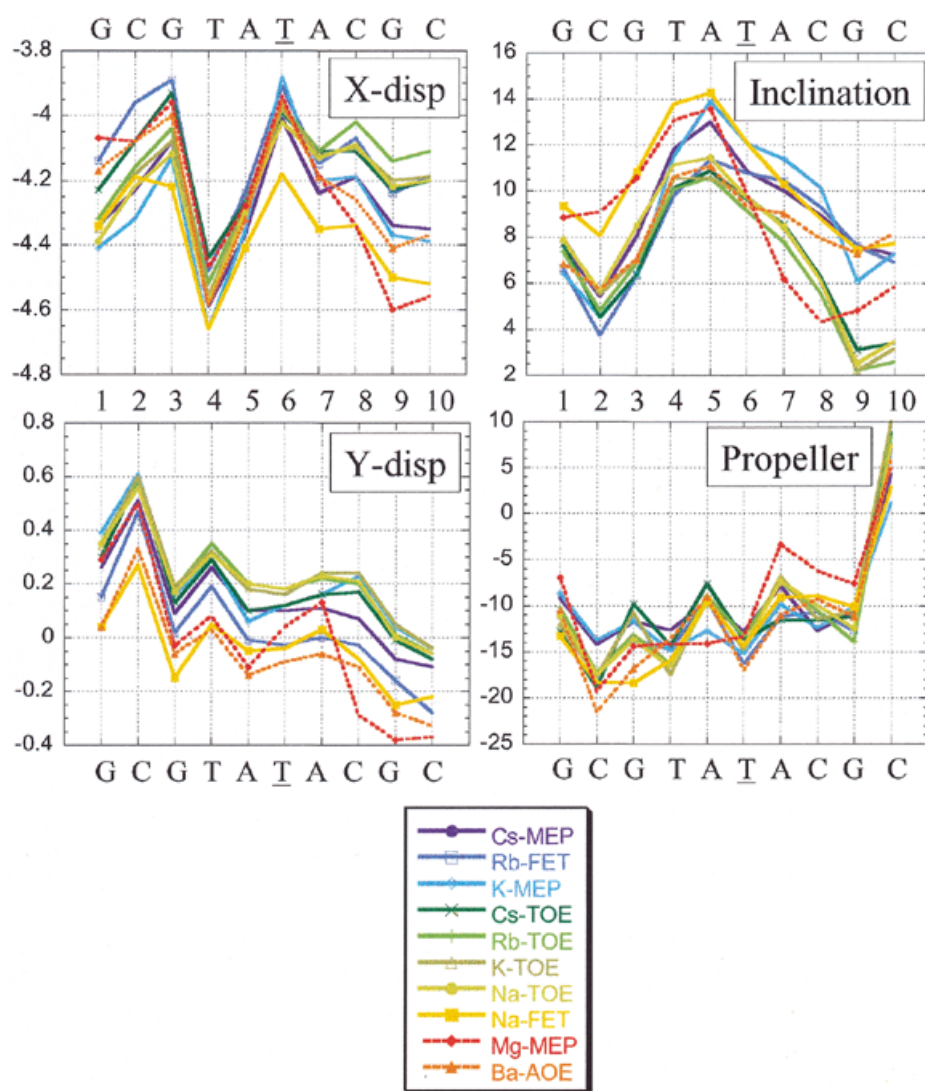 G C G T A T A C G C
G C G T A T A C G C
-3.8
-4
-4.2
-4.4
-4.6
-4.8
X-disp
16
14
12
10
8
6
4
2
Inclination
1 2 3 4 5 6 7 8 9 10
1 2 3 4 5 6 7 8 9 10
0.8
0.6
0.4
0.2
0
-0.2
-0.4
Y-disp
10
5
0
-5
-10
-15
-20
-25
Propeller
G C G T A T A C G C
G C G T A T A C G C
Cs-MEP
Rb-FET
K-MEP
Cs-TOE
Rb-TOE
K-TOE
Na-TOE
Na-FET
Mg-MEP
Ba-AOE